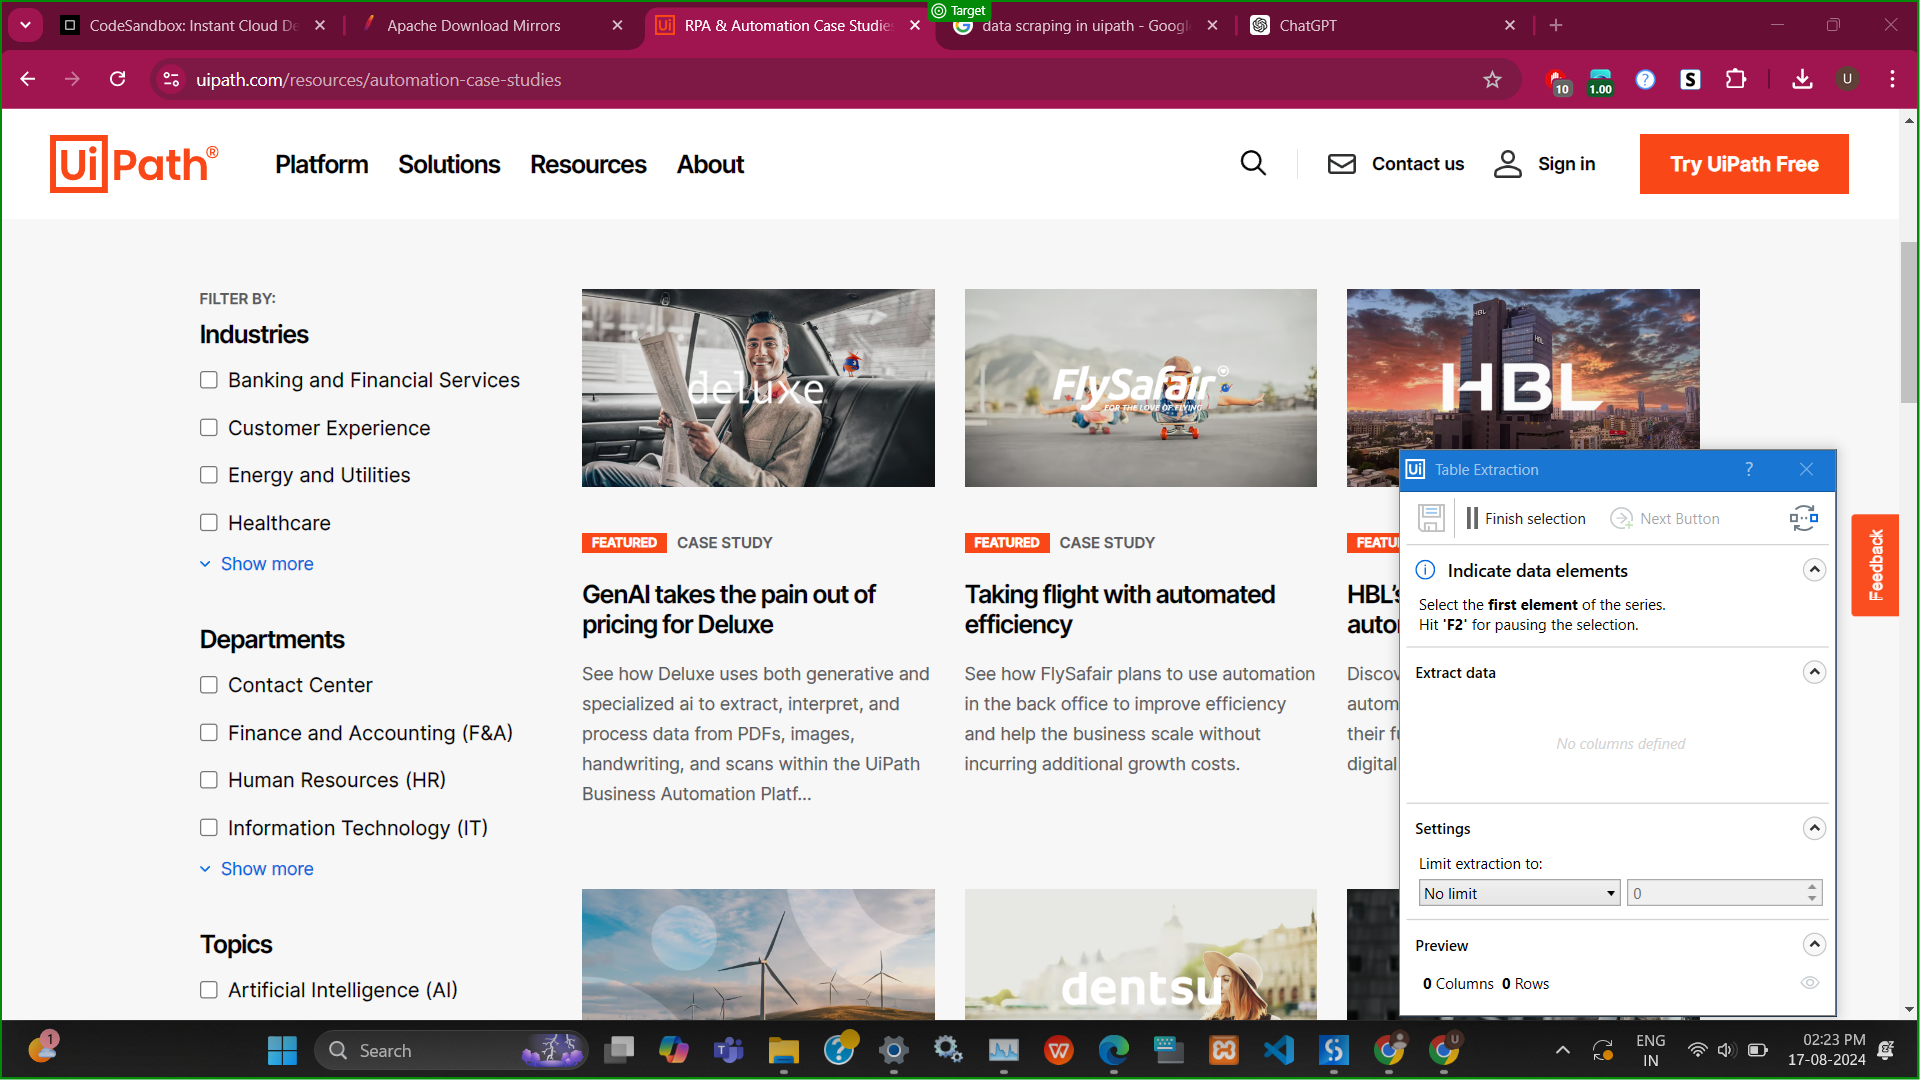 Target
CodeSandbox: Instant Cloud De
Apache Download Mirrors
RPA & Automation Case Studies
data scraping in uipath - Google
ChatGPT
uipath.com/resources/automation-case-studies
10
1.00
U
UiPath®
Platform
Solutions
Resources
About
Contact us
Sign in
Try UiPath Free
FILTER BY:
Industries
Banking and Financial Services
Customer Experience
Energy and Utilities
Healthcare
Show more
Departments
Contact Center
Finance and Accounting (F&A)
Human Resources (HR)
Information Technology (IT)
Show more
Topics
Artificial Intelligence (AI)
deluxe
FEATURED CASE STUDY
GenAI takes the pain out of
pricing for Deluxe
See how Deluxe uses both generative and
specialized ai to extract, interpret, and
process data from PDFs, images,
handwriting, and scans within the UiPath
Business Automation Platf...
FlySafair
FOR THE LOVE OF FLYING
FEATURED CASE STUDY
Taking flight with automated
efficiency
See how FlySafair plans to use automation
in the back office to improve efficiency
and help the business scale without
incurring additional growth costs.
dentsu
HBL
HBL
HBL
FEATU
HBL's
auto
Disco
autom
their fu
digital
Ui Table Extraction ?
Finish selection
Next Button
Indicate data elements
Select the first element of the series.
Hit 'F2' for pausing the selection.
Extract data
No columns defined
Settings
Limit extraction to:
No limit
0
Preview
0 Columns 0 Rows
Feedback
1
Search
U
ENG
IN
02:23 PM
17-08-2024